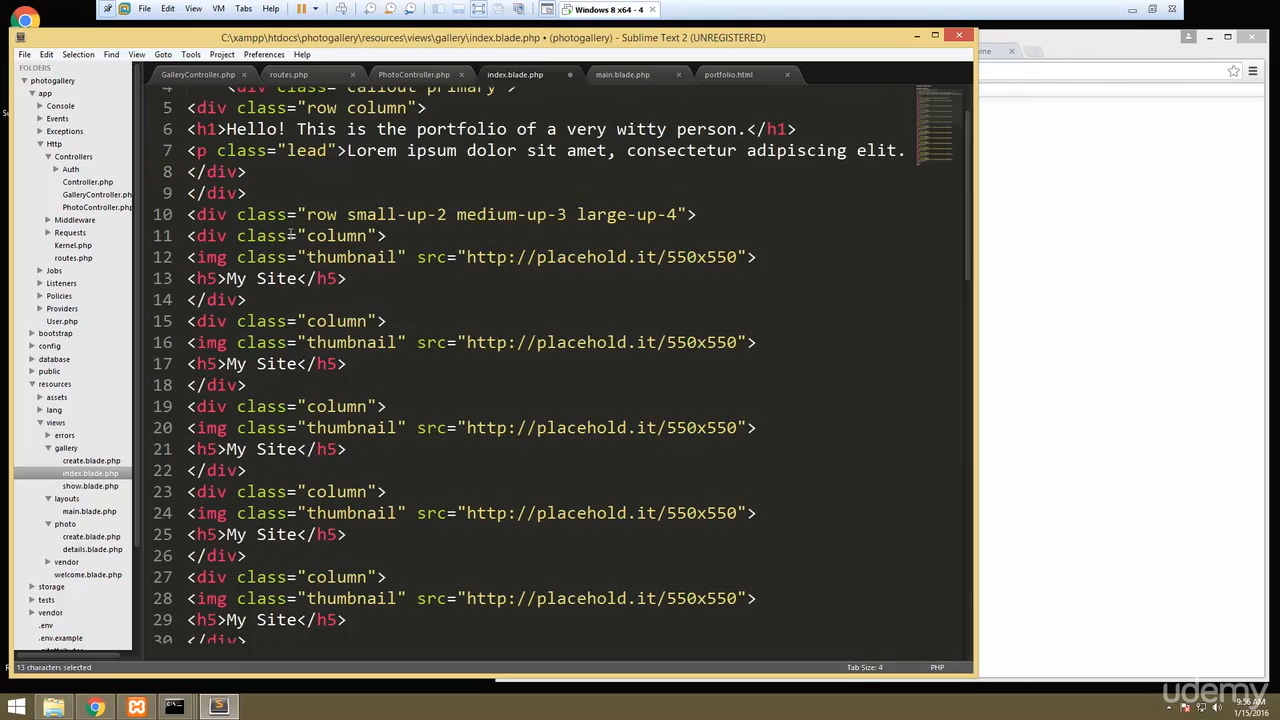 File Edit View VM Tabs Help
Windows 8 x64 - 4
C:\xampp\htdocs\photogallery\resources\views\gallery\index.blade.php • (photogallery) - Sublime Text 2 (UNREGISTERED)
File Edit Selection Find View Goto Tools Project Preferences Help
FOLDERS
photogallery
app
Console
Events
Exceptions
Http
Controllers
Auth
Controller.php
GalleryController.ph
PhotoController.php
Middleware
Requests
Kernel.php
routes.php
Jobs
Listeners
Policies
Providers
User.php
bootstrap
config
database
public
resources
assets
lang
views
errors
gallery
create.blade.php
index.blade.php
show.blade.php
layouts
main.blade.php
photo
create.blade.php
details.blade.php
vendor
welcome.blade.php
storage
tests
vendor
.env
.env.example
.gitattributes
GalleryController.php routes.php PhotoController.php index.blade.php main.blade.php portfolio.html
4 <div class="callout primary">
5 <div class="row column">
6 <h1>Hello! This is the portfolio of a very witty person.</h1>
7 <p class="lead">Lorem ipsum dolor sit amet, consectetur adipiscing elit.
8 </div>
9 </div>
10 <div class="row small-up-2 medium-up-3 large-up-4">
11 <div class="column">
12 <img class="thumbnail" src="http://placehold.it/550x550">
13 <h5>My Site</h5>
14 </div>
15 <div class="column">
16 <img class="thumbnail" src="http://placehold.it/550x550">
17 <h5>My Site</h5>
18 </div>
19 <div class="column">
20 <img class="thumbnail" src="http://placehold.it/550x550">
21 <h5>My Site</h5>
22 </div>
23 <div class="column">
24 <img class="thumbnail" src="http://placehold.it/550x550">
25 <h5>My Site</h5>
26 </div>
27 <div class="column">
28 <img class="thumbnail" src="http://placehold.it/550x550">
29 <h5>My Site</h5>
30 </div>
13 characters selected
Tab Size: 4
PHP
udemy
9:56 AM
1/15/2016